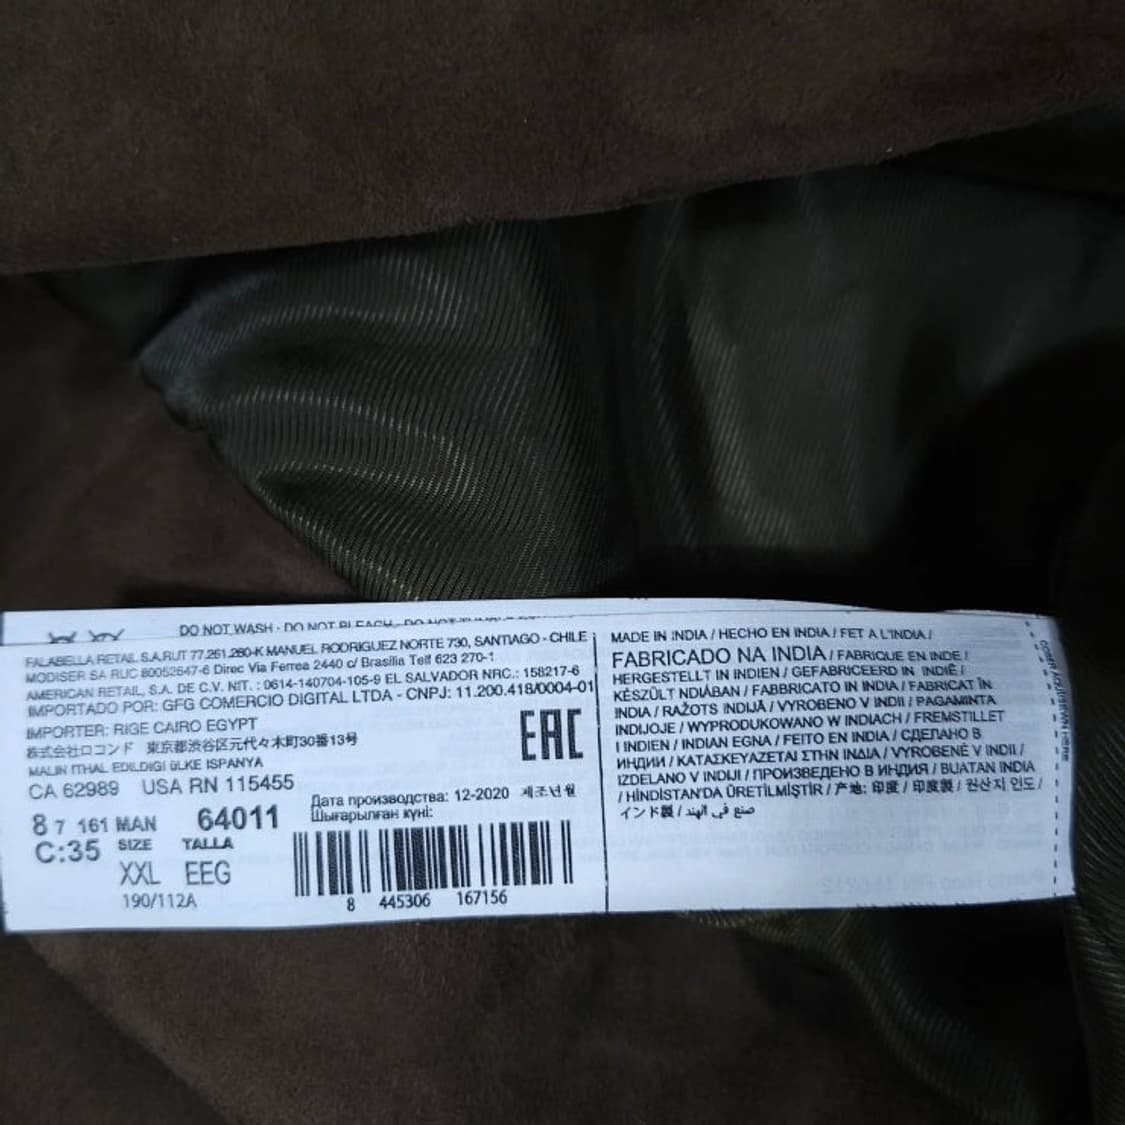 DO NOT WASH - DO NOT BLEACH - DO NOT
FALABELLA RETAIL S.A.RUT 77.261.280-K MANUEL RODRIGUEZ NORTE 730, SANTIAGO - CHILE
MODISER SA RUC 80052647-6 Direc Via Ferrea 2440 c/ Brasilia Telf 623 270-1
AMERICAN RETAIL, S.A. DE C.V. NIT. : 0614-140704-105-9 EL SALVADOR NRC.: 158217-6
IMPORTADO POR: GFG COMERCIO DIGITAL LTDA - CNPJ: 11.200.418/0004-01
IMPORTER: RIGE CAIRO EGYPT
株式会社ロコンド 東京都渋谷区元代々木町30番13号
MALIN ITHAL EDILDIGI ÜLKE ISPANYA
EAC
CA 62989 USA RN 115455
Дата производства: 12-2020 제조년월
Шығарылған күні:
8 7 161 MAN 64011
C:35 SIZE TALLA
XXL EEG
190/112A
8 445306 167156
MADE IN INDIA / HECHO EN INDIA / FET A L'INDIA /
FABRICADO NA INDIA / FABRIQUE EN INDE /
HERGESTELLT IN INDIEN / GEFABRICEERD IN INDIË /
KÉSZÜLT NDIÁBAN / FABBRICATO IN INDIA / FABRICAT ÎN
INDIA / RAŽOTS INDIJĀ / VYROBENO V INDII / PAGAMINTA
INDIJOJE / WYPRODUKOWANO W INDIACH / FREMSTILLET
I INDIEN / INDIAN EGNA / FEITO EN INDIA / СДЕЛАНО В
ИНДИИ / ΚΑΤΑΣΚΕΥΑΖΕΤΑΙ ΣΤΗΝ ΙΝΔΙΑ / VYROBENÉ V INDII /
IZDELANO V INDIJI / ПРОИЗВЕДЕНО В ИНДИЯ / BUATAN INDIA
/ HİNDİSTAN'DA ÜRETİLMİŞTİR / 产地: 印度 / 印度製 / 원산지 인도 /
インド製 / صنع في الهند